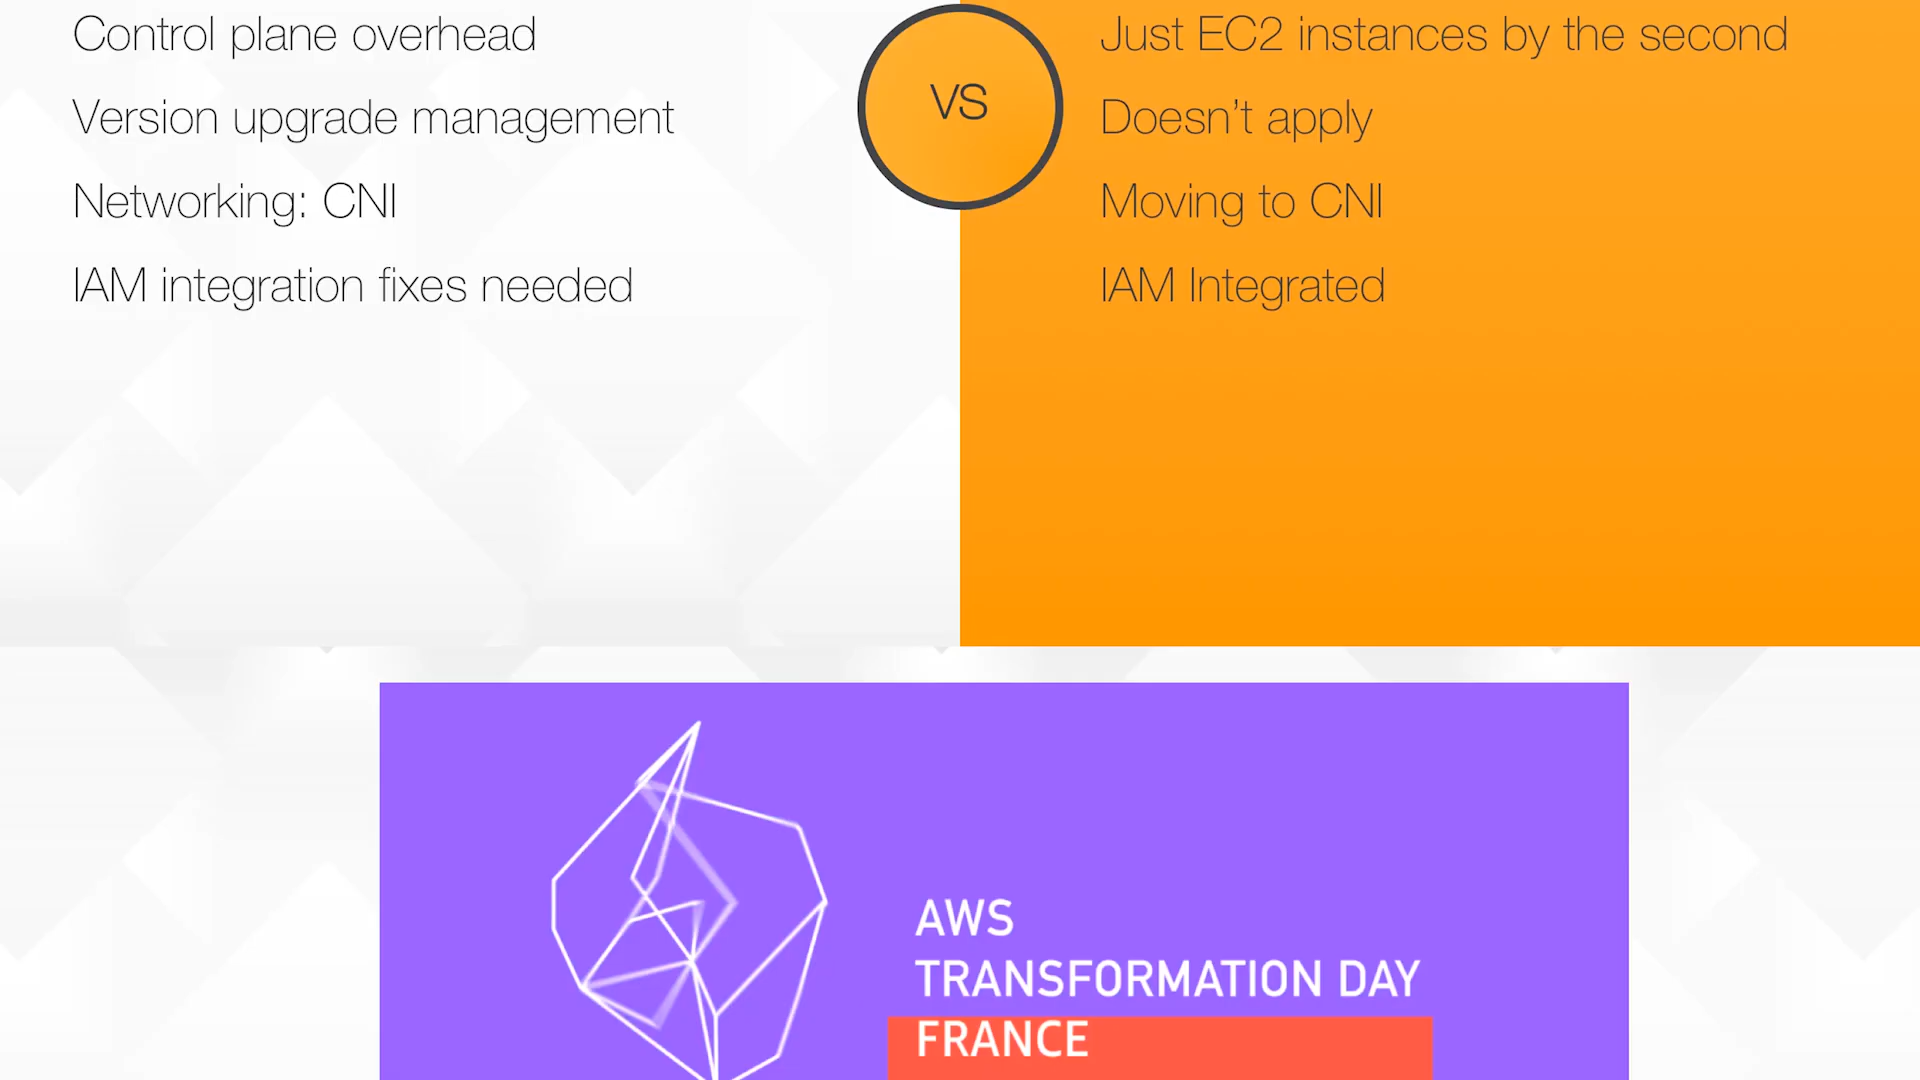 Control plane overhead
Version upgrade management
Networking: CNI
IAM integration fixes needed
VS
Just EC2 instances by the second
Doesn’t apply
Moving to CNI
IAM Integrated
AWS
TRANSFORMATION DAY
FRANCE